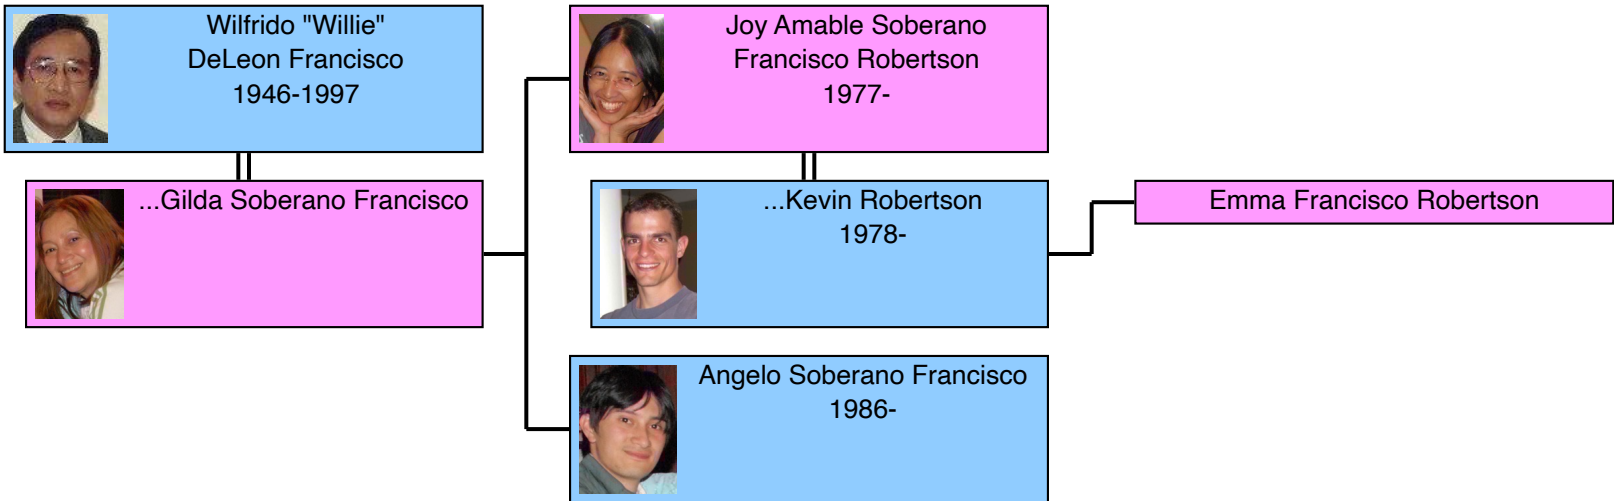 Wilfrido "Willie"
DeLeon Francisco
1946-1997
...Gilda Soberano Francisco
Joy Amable Soberano
Francisco Robertson
1977-
...Kevin Robertson
1978-
Angelo Soberano Francisco
1986-
Emma Francisco Robertson